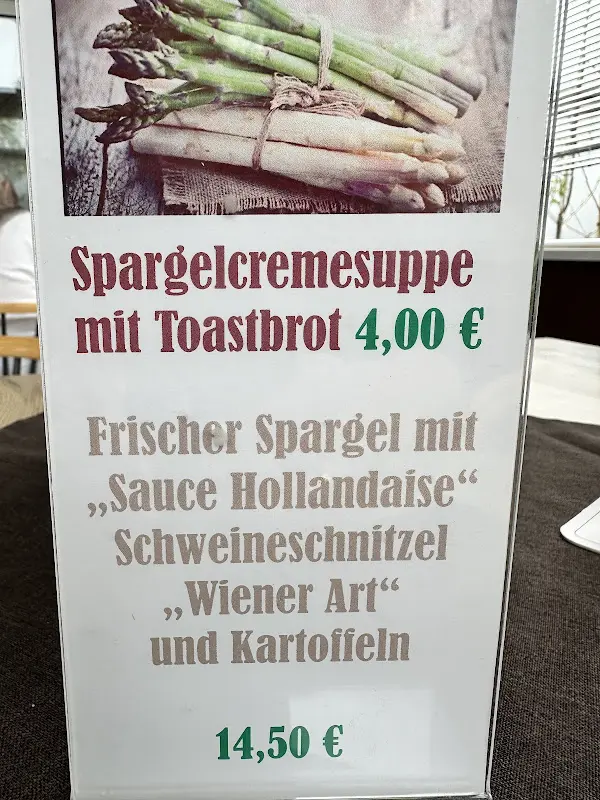 Spargelcremesuppe
mit Toastbrot 4,00 €
Frischer Spargel mit
„Sauce Hollandaise“
Schweineschnitzel
„Wiener Art“
und Kartoffeln
14,50 €